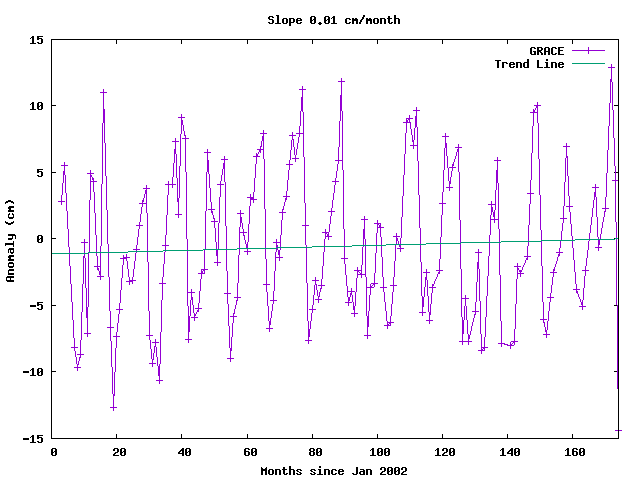 Slope 0.01 cm/month
GRACE
Trend Line
15
10
5
0
-5
-10
-15
Anomaly (cm)
0 20 40 60 80 100 120 140 160
Months since Jan 2002